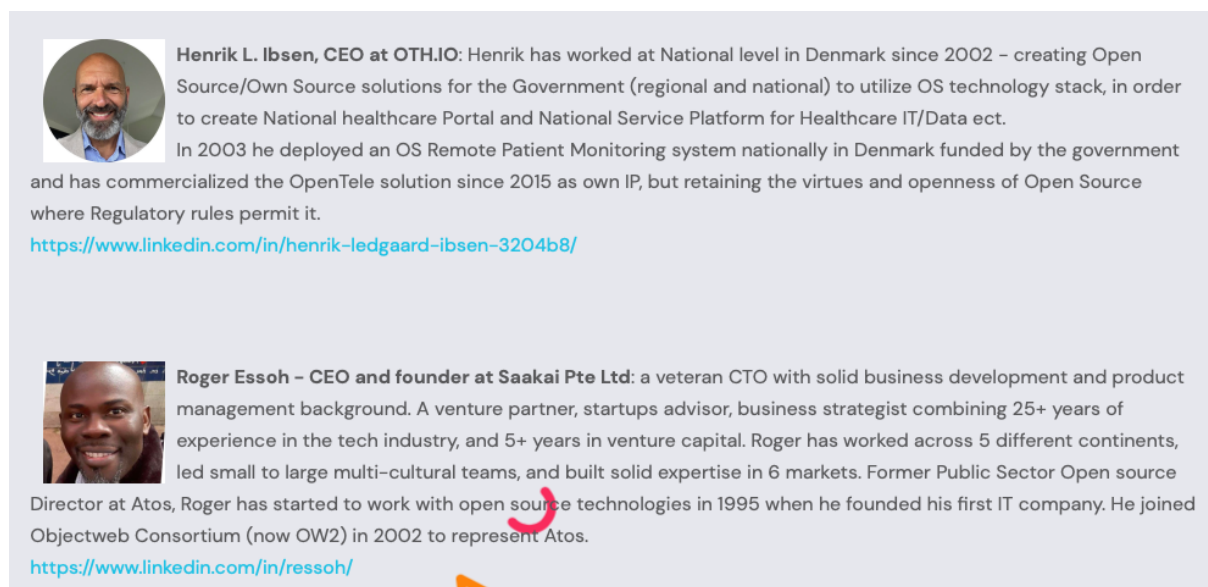 Henrik L. Ibsen, CEO at OTH.IO: Henrik has worked at National level in Denmark since 2002 – creating Open
Source/Own Source solutions for the Government (regional and national) to utilize OS technology stack, in order
to create National healthcare Portal and National Service Platform for Healthcare IT/Data ect.
In 2003 he deployed an OS Remote Patient Monitoring system nationally in Denmark funded by the government
and has commercialized the OpenTele solution since 2015 as own IP, but retaining the virtues and openness of Open Source
where Regulatory rules permit it.
https://www.linkedin.com/in/henrik-ledgaard-ibsen-3204b8/
Roger Essoh – CEO and founder at Saakai Pte Ltd: a veteran CTO with solid business development and product
management background. A venture partner, startups advisor, business strategist combining 25+ years of
experience in the tech industry, and 5+ years in venture capital. Roger has worked across 5 different continents,
led small to large multi-cultural teams, and built solid expertise in 6 markets. Former Public Sector Open source
Director at Atos, Roger has started to work with open source technologies in 1995 when he founded his first IT company. He joined
Objectweb Consortium (now OW2) in 2002 to represent Atos.
https://www.linkedin.com/in/ressoh/